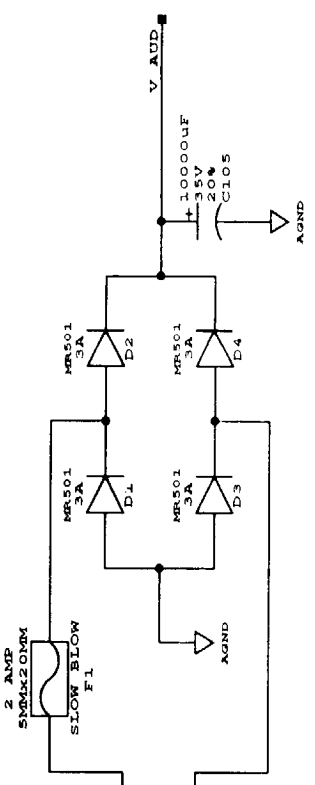 V AUD
10000uF
+
35V
20%
C105
AGND
MR501
3A
D2
MR501
3A
D4
MR501
3A
D1
MR501
3A
D3
AGND
2 AMP
5MMx20MM
SLOW BLOW
F1